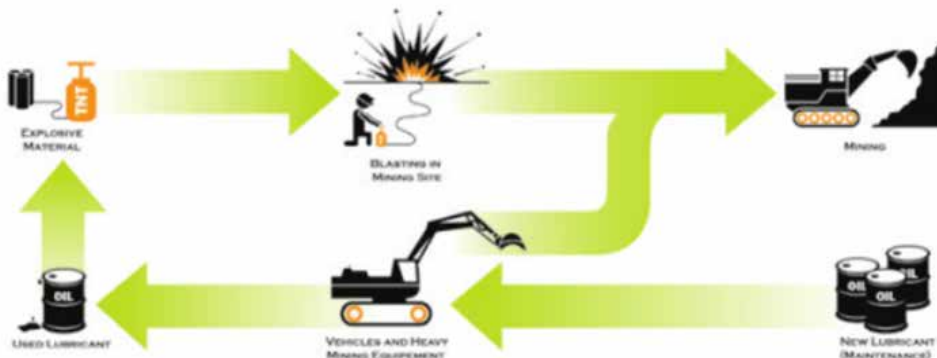 TNT
EXPLOSIVE
MATERIAL
BLASTING IN
MINING SITE
MINING
OIL
USED LUBRICANT
VEHICLES AND HEAVY
MINING EQUIPEMENT
OIL
OIL
OIL
NEW LUBRICANT
(MAINTENANCE)